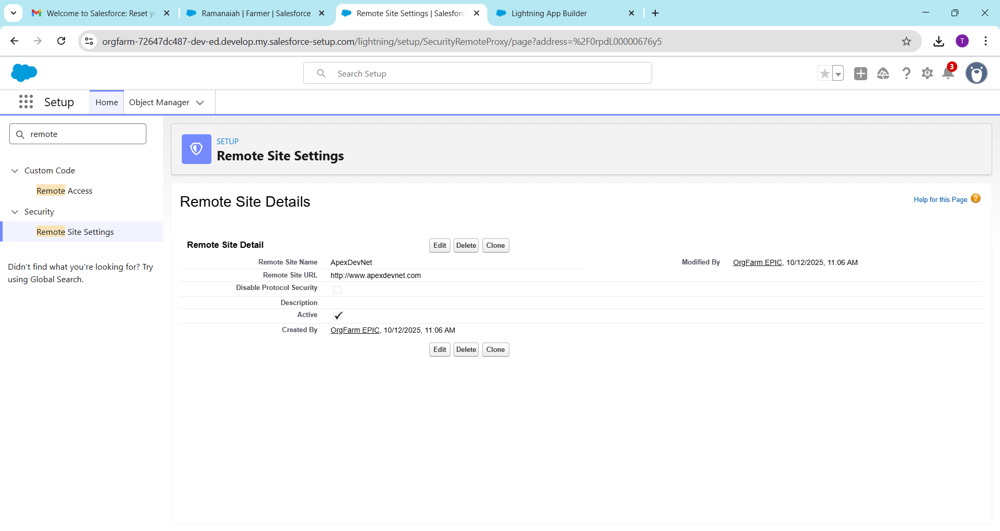 Welcome to Salesforce: Reset yo
Ramanaiah | Farmer | Salesforce
Remote Site Settings | Salesforc
Lightning App Builder
orgfarm-72647dc487-dev-ed.develop.my.salesforce-setup.com/lightning/setup/SecurityRemoteProxy/page?address=%2F0rpdL00000676y5
T
Search Setup
3
Setup
Home
Object Manager
remote
Custom Code
Remote Access
Security
Remote Site Settings
Didn't find what you're looking for? Try
using Global Search.
SETUP
Remote Site Settings
Remote Site Details
Help for this Page ?
Remote Site Detail
Edit Delete Clone
Remote Site Name ApexDevNet
Modified By OrgFarm EPIC, 10/12/2025, 11:06 AM
Remote Site URL http://www.apexdevnet.com
Disable Protocol Security
Description
Active
Created By OrgFarm EPIC, 10/12/2025, 11:06 AM
Edit Delete Clone